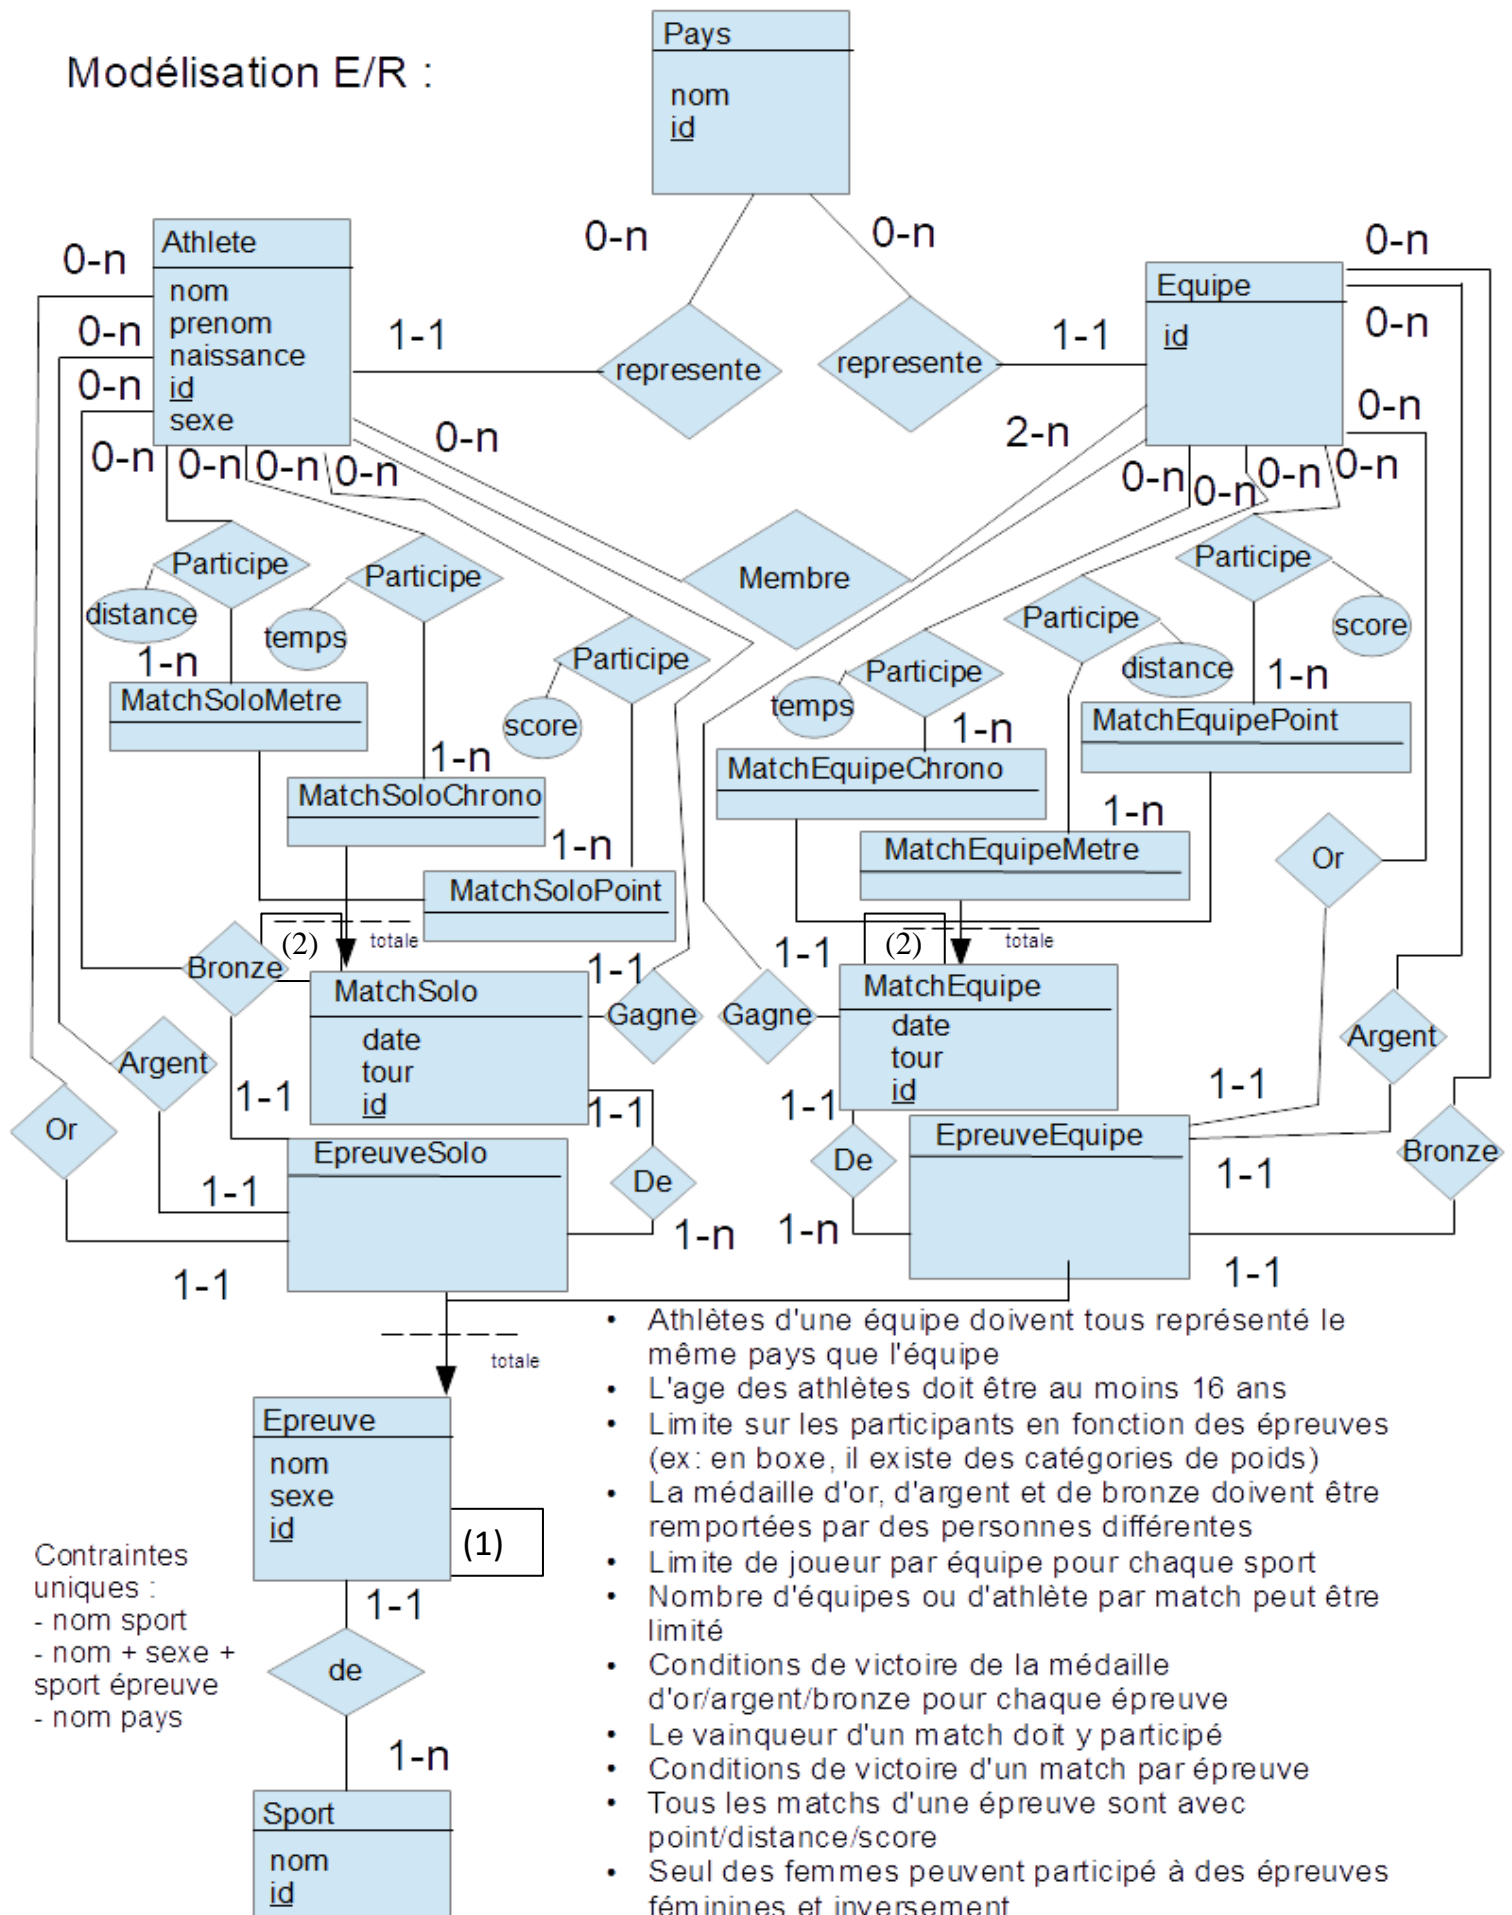 Modélisation E/R :
Pays
nom
id
0-n
0-n
Athlete
nom
prenom
naissance
id
sexe
0-n
0-n
0-n
0-n
0-n
0-n
0-n
0-n
1-1
represente
represente
1-1
Equipe
id
0-n
0-n
0-n
2-n
0-n
0-n
0-n
0-n
Membre
Participe
distance
1-n
MatchSoloMetre
Participe
temps
1-n
MatchSoloChrono
Participe
score
1-n
MatchSoloPoint
Participe
temps
1-n
MatchEquipeChrono
Participe
distance
1-n
MatchEquipeMetre
Participe
score
1-n
MatchEquipePoint
Or
(2)
totale
Bronze
MatchSolo
date
tour
id
1-1
Gagne
Gagne
1-1
(2)
totale
MatchEquipe
date
tour
id
Argent
Argent
Or
1-1
1-1
1-1
EpreuveSolo
1-1
De
1-n
1-1
De
1-n
EpreuveEquipe
1-1
1-1
Bronze
1-1
totale
Epreuve
nom
sexe
id
(1)
1-1
de
1-n
Sport
nom
id
Contraintes
uniques :
- nom sport
- nom + sexe +
sport épreuve
- nom pays
• Athlètes d'une équipe doivent tous représenté le
même pays que l'équipe
• L'age des athlètes doit être au moins 16 ans
• Limite sur les participants en fonction des épreuves
(ex: en boxe, il existe des catégories de poids)
• La médaille d'or, d'argent et de bronze doivent être
remportées par des personnes différentes
• Limite de joueur par équipe pour chaque sport
• Nombre d'équipes ou d'athlète par match peut être
limité
• Conditions de victoire de la médaille
d'or/argent/bronze pour chaque épreuve
• Le vainqueur d'un match doit y participé
• Conditions de victoire d'un match par épreuve
• Tous les matchs d'une épreuve sont avec
point/distance/score
• Seul des femmes peuvent participé à des épreuves
féminines et inversement